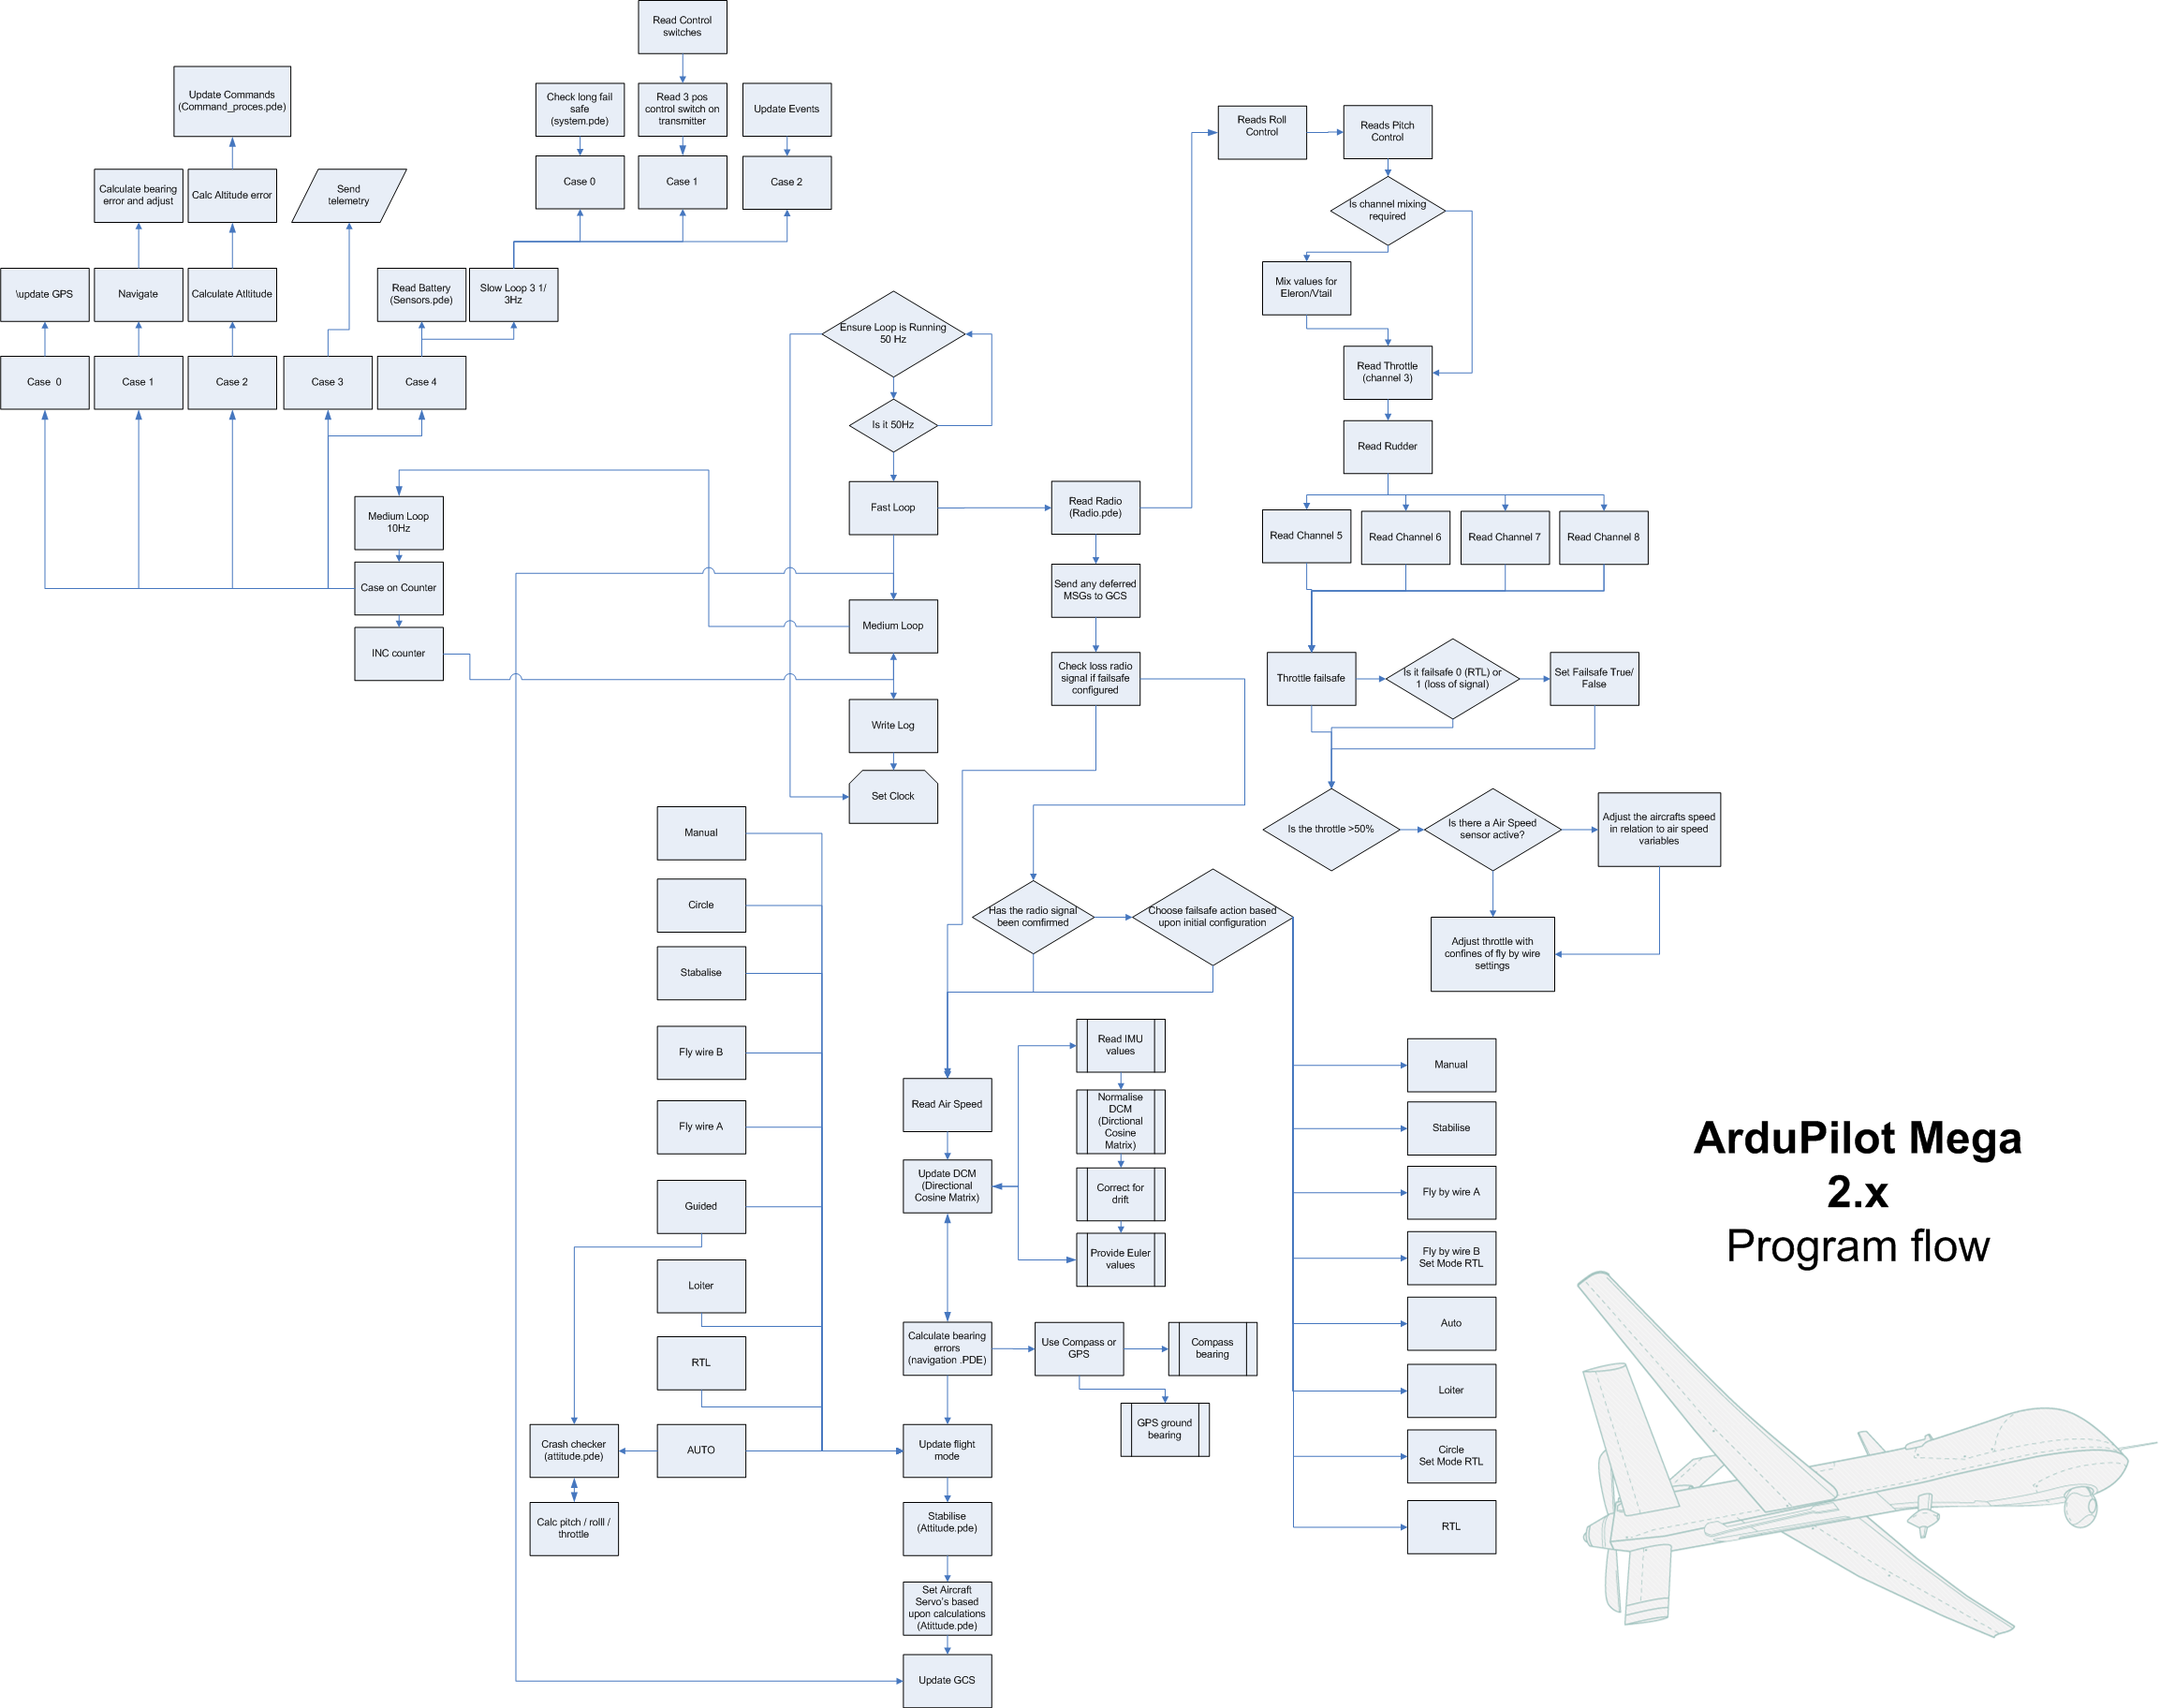 Read Control
switches
Update Commands
(Command_proces.pde)
Check long fail
safe
(system.pde)
Read 3 pos
control switch on
transmitter
Update Events
Case 0
Case 1
Case 2
Calculate bearing
error and adjust
Calc Altitude error
Send
telemetry
\update GPS
Navigate
Calculate Atltitude
Read Battery
(Sensors.pde)
Slow Loop 3 1/
3Hz
Case  0
Case 1
Case 2
Case 3
Case 4
Medium Loop
10Hz
Case on Counter
INC counter
Ensure Loop is Running
50 Hz
Is it 50Hz
Fast Loop
Medium Loop
Write Log
Set Clock
Read Radio
(Radio.pde)
Send any deferred
MSGs to GCS
Check loss radio
signal if failsafe
configured
Reads Roll
Control
Reads Pitch
Control
Is channel mixing
required
Mix values for
Eleron/Vtail
Read Throttle
(channel 3)
Read Rudder
Read Channel 5
Read Channel 6
Read Channel 7
Read Channel 8
Throttle failsafe
Is it failsafe 0 (RTL) or
1 (loss of signal)
Set Failsafe True/
False
Is the throttle >50%
Is there a Air Speed
sensor active?
Adjust the aircrafts speed
in relation to air speed
variables
Adjust throttle with
confines of fly by wire
settings
Has the radio signal
been comfirmed
Choose failsafe action based
upon initial configuration
Manual
Circle
Stabalise
Fly wire B
Fly wire A
Guided
Loiter
RTL
AUTO
Crash checker
(attitude.pde)
Calc pitch / rolll /
throttle
Read Air Speed
Update DCM
(Directional
Cosine Matrix)
Read IMU
values
Normalise
DCM
(Dirctional
Cosine
Matrix)
Correct for
drift
Provide Euler
values
Calculate bearing
errors
(navigation .PDE)
Use Compass or
GPS
Compass
bearing
GPS ground
bearing
Update flight
mode
Stabilise
(Attitude.pde)
Set Aircraft
Servo's based
upon calculations
(Atittude.pde)
Update GCS
Manual
Stabilise
Fly by wire A
Fly by wire B
Set Mode RTL
Auto
Loiter
Circle
Set Mode RTL
RTL
ArduPilot Mega
2.x
Program flow